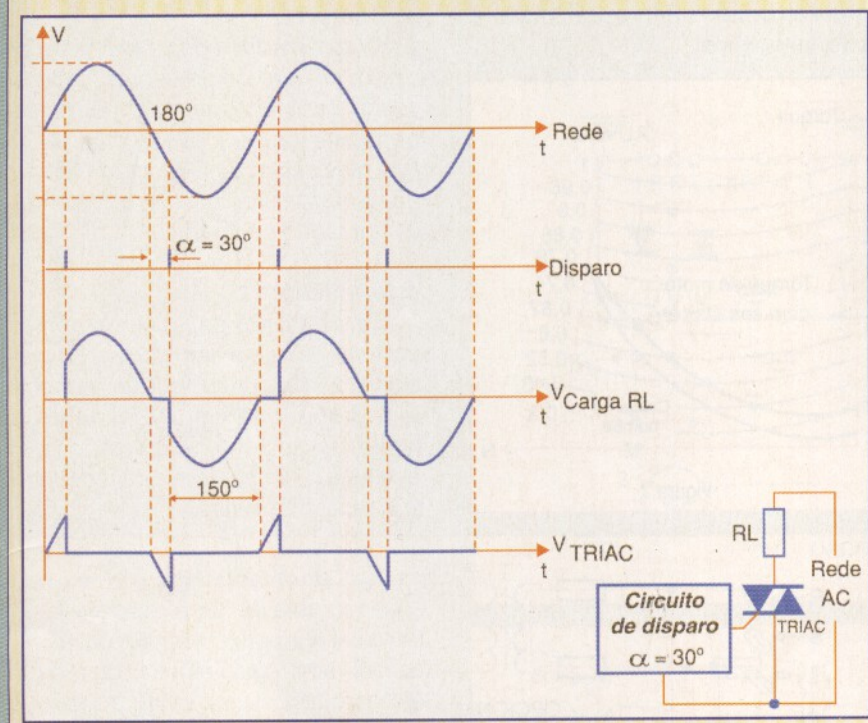 V
180°
Rede
t
α = 30°
Disparo
t
V Carga RL
t
150°
V TRIAC
t
RL
Rede
AC
TRIAC
Circuito
de disparo
α = 30°